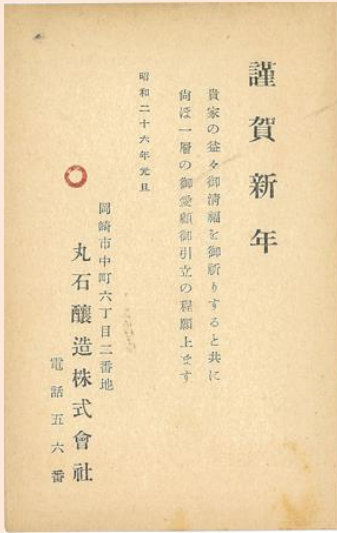 謹賀新年
貴家の益々御清福を御祈りすると共に
尙ほ一層の御愛顧御引立の程願上ます
昭和二十六年元旦
岡崎市中町六丁目二番地
丸石釀造株式會社
電話五六番